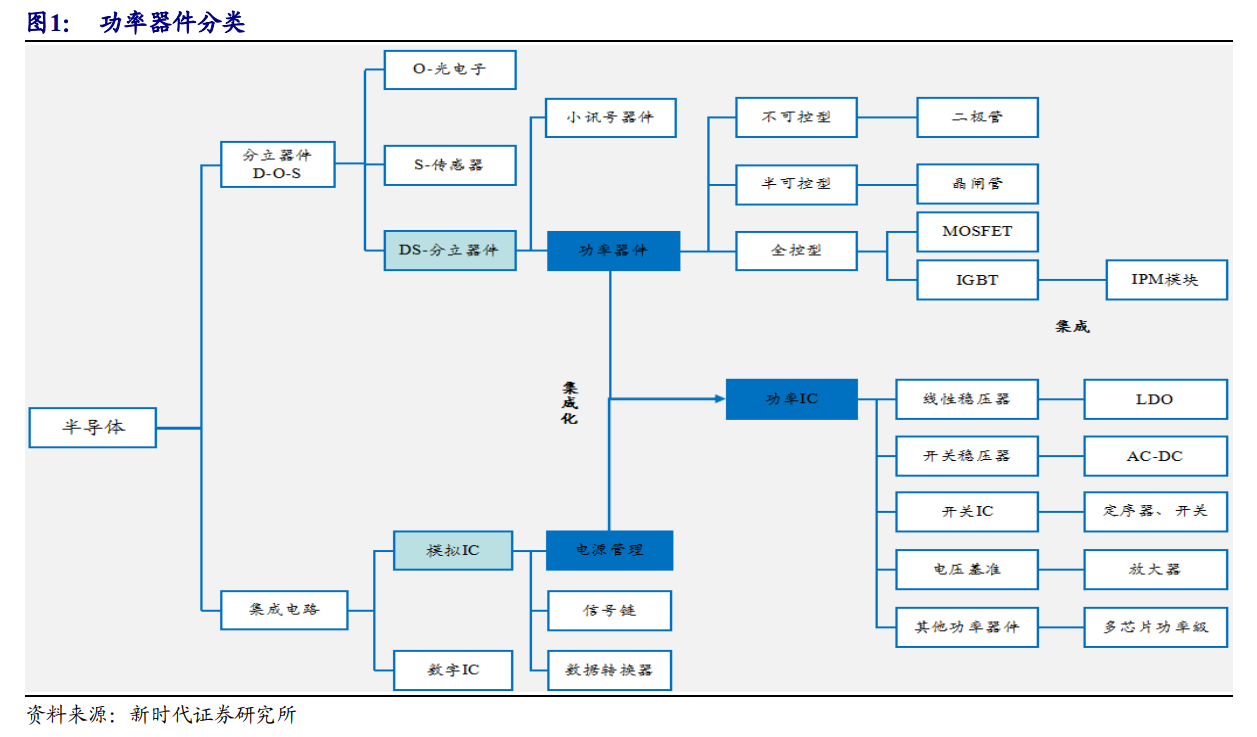 图1： 功率器件分类
O-光电子
小讯号器件
不可控型
二极管
分立器件
D-O-S
S-传感器
半可控型
晶闸管
DS-分立器件
功率器件
全控型
MOSFET
IGBT
IPM模块
集成
集
成
化
半导体
功率IC
线性稳压器
LDO
开关稳压器
AC-DC
开关IC
定序器、开关
模拟IC
电源管理
电压基准
放大器
集成电路
信号链
其他功率器件
多芯片功率级
数字IC
数据转换器
资料来源：新时代证券研究所